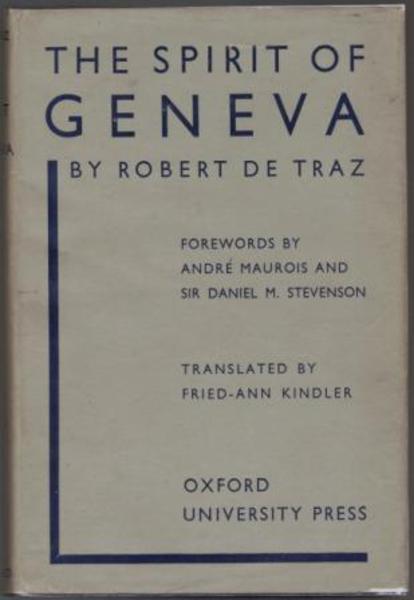 THE SPIRIT OF
GENEVA
BY ROBERT DE TRAZ
FOREWORDS BY
ANDRÉ MAUROIS AND
SIR DANIEL M. STEVENSON
TRANSLATED BY
FRIED-ANN KINDLER
OXFORD
UNIVERSITY PRESS